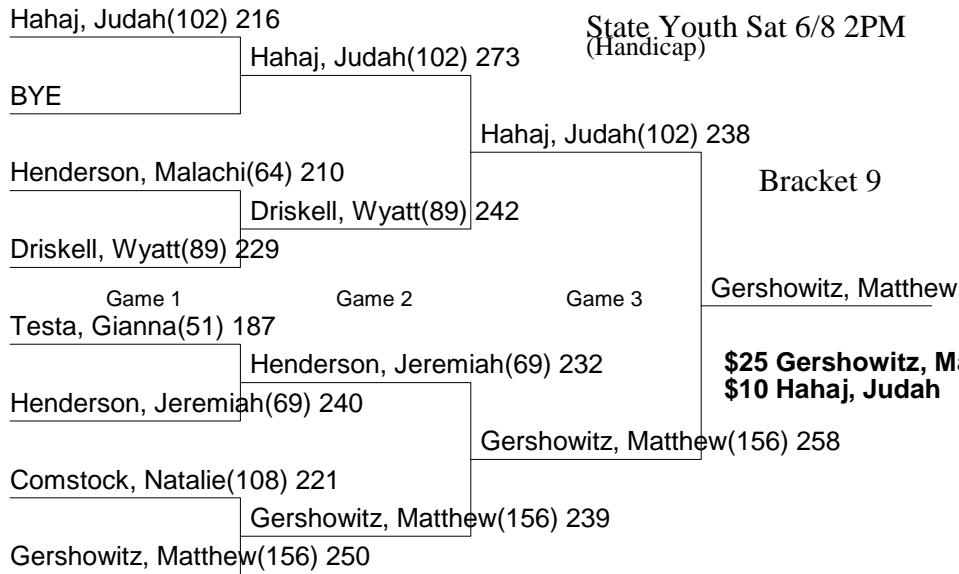 Hahaj, Judah(102) 216
State Youth Sat 6/8 2PM
(Handicap)
Hahaj, Judah(102) 273
BYE
Hahaj, Judah(102) 238
Henderson, Malachi(64) 210
Bracket 9
Driskell, Wyatt(89) 242
Driskell, Wyatt(89) 229
Game 1 Game 2 Game 3
Gershowitz, Matthew
Testa, Gianna(51) 187
Henderson, Jeremiah(69) 232
$25 Gershowitz, Ma
$10 Hahaj, Judah
Henderson, Jeremiah(69) 240
Gershowitz, Matthew(156) 258
Comstock, Natalie(108) 221
Gershowitz, Matthew(156) 239
Gershowitz, Matthew(156) 250